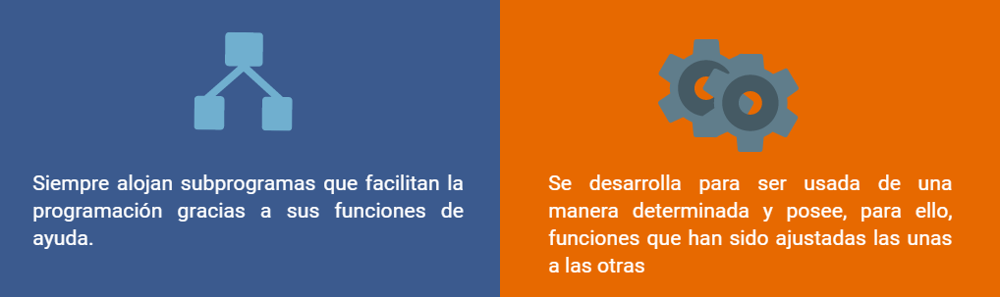 Siempre alojan subprogramas que facilitan la
programación gracias a sus funciones de
ayuda.
Se desarrolla para ser usada de una
manera determinada y posee, para ello,
funciones que han sido ajustadas las unas
a las otras